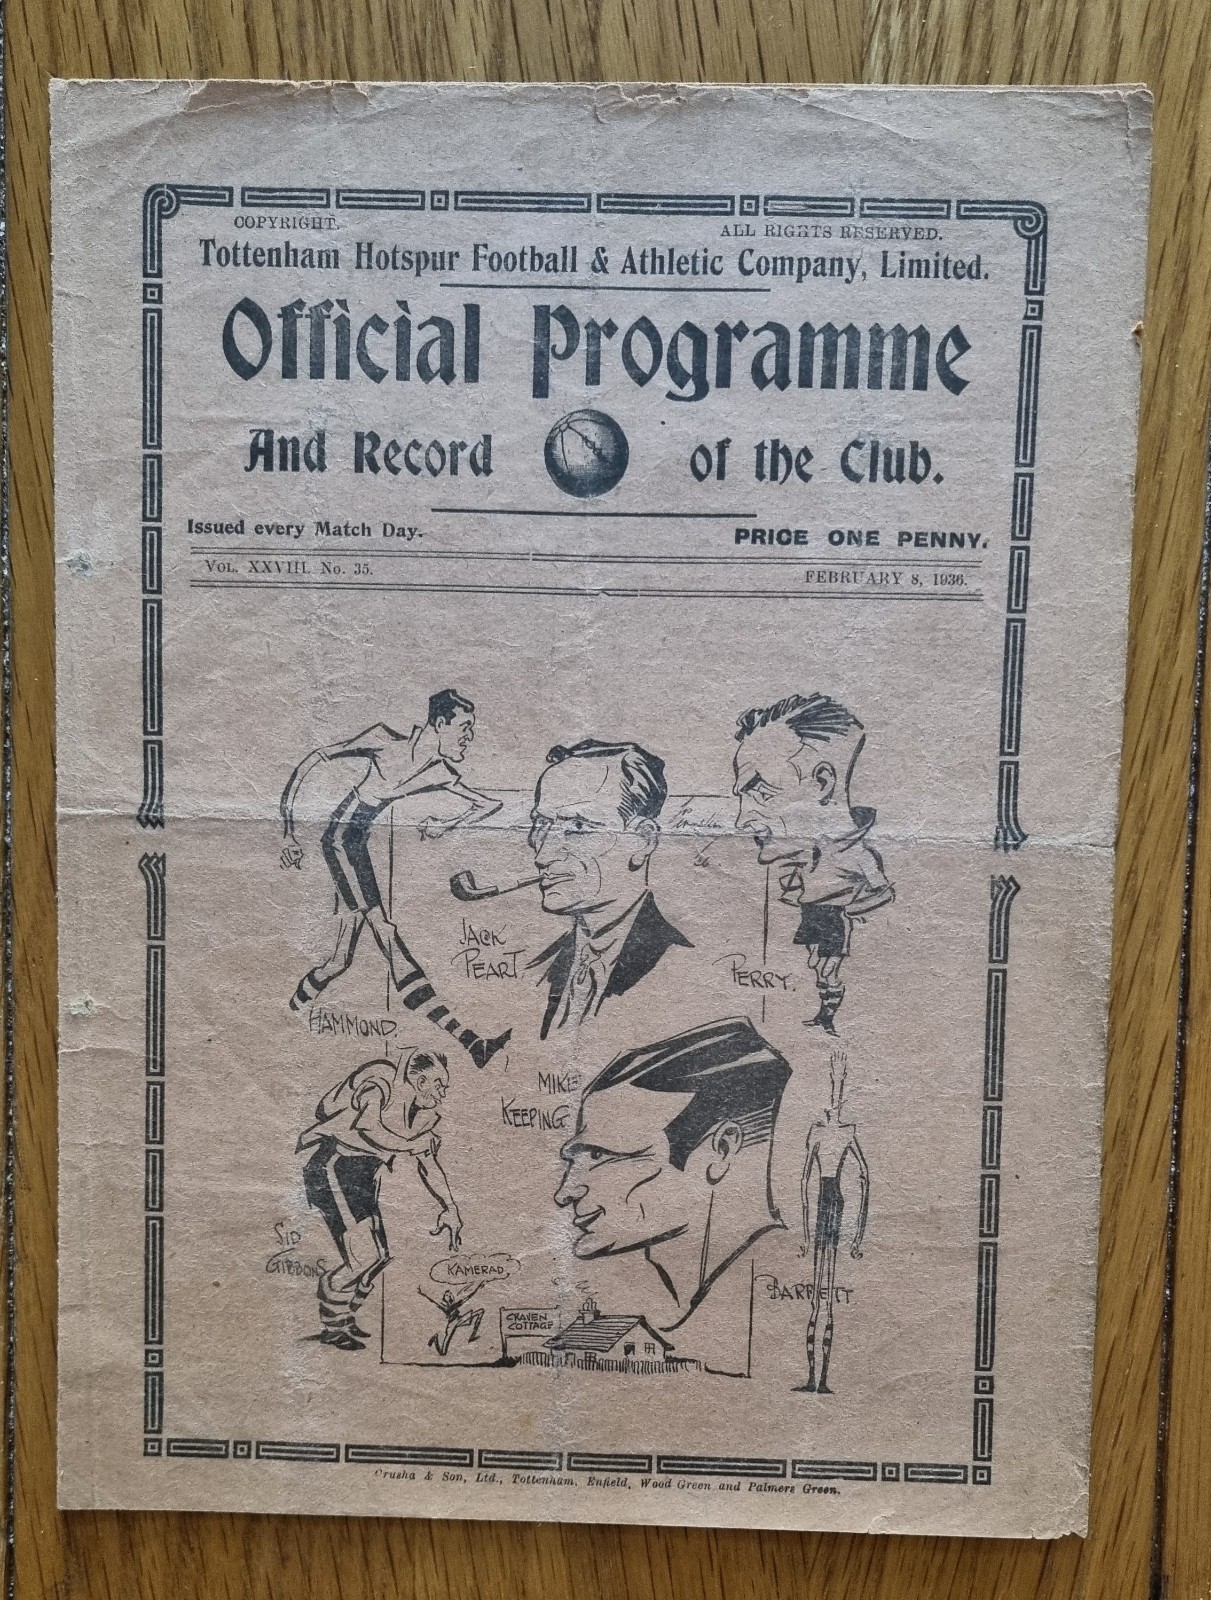 COPYRIGHT.
ALL RIGHTS RESERVED.
Tottenham Hotspur Football & Athletic Company, Limited.
Official Programme
And Record of the Club.
Issued every Match Day.
PRICE ONE PENNY.
VOL. XXVIII. No. 35.
FEBRUARY 8, 1936.
JACK
PEART.
PERRY.
HAMMOND.
MIKE
KEEPING
SID
GIBBONS
KAMERAD
CRAVEN
COTTAGE
BARRETT
Crusha & Son, Ltd., Tottenham, Enfield, Wood Green and Palmers Green.